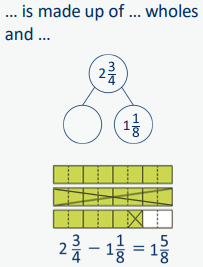 ... is made up of ... wholes
and ...
2 3/4
1 1/8
2 3/4 − 1 1/8 = 1 5/8